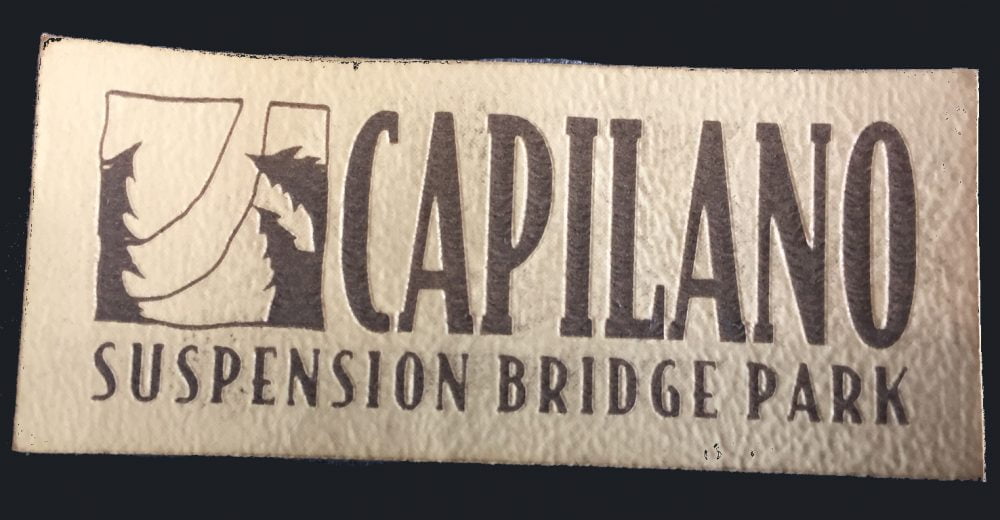 CAPILANO
SUSPENSION BRIDGE PARK